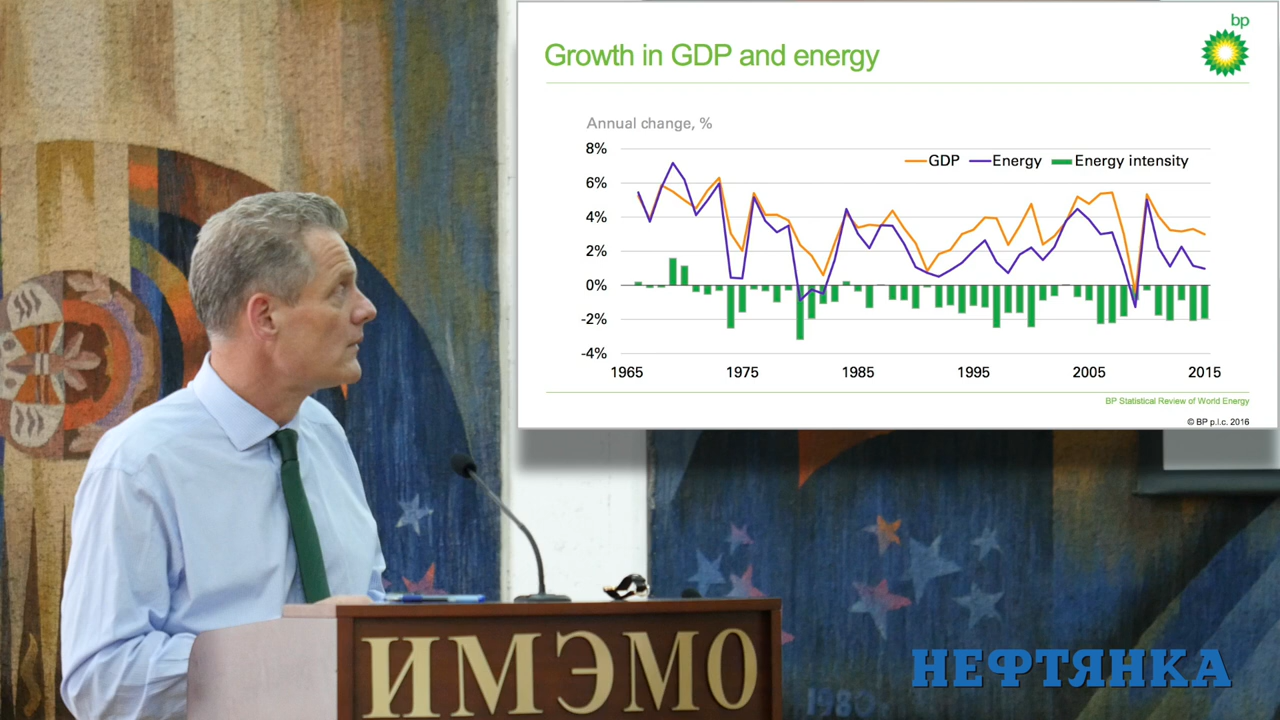 bp
Growth in GDP and energy
Annual change, %
8%
GDP Energy Energy intensity
6%
4%
2%
0%
-2%
-4%
1965 1975 1985 1995 2005 2015
BP Statistical Review of World Energy
© BP p.l.c. 2016
ИМЭМО
НЕФТЯНКА
1980